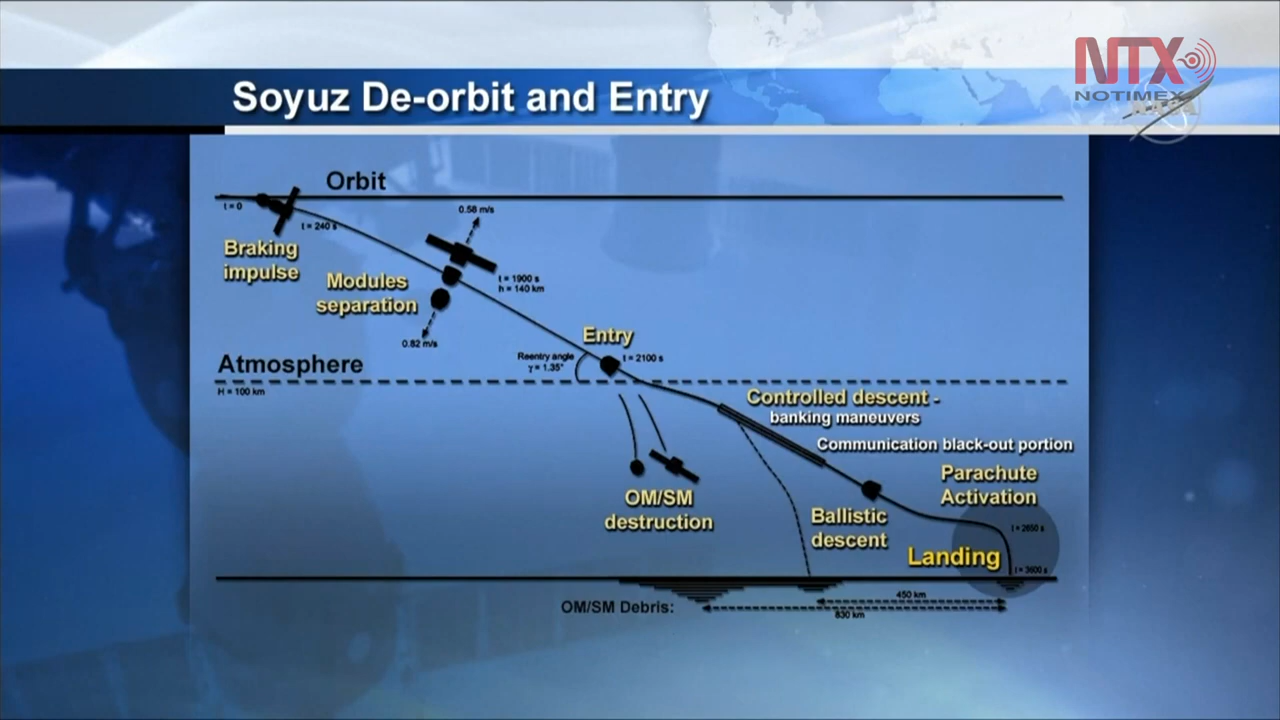 NTX
NOTIMEX
Soyuz De-orbit and Entry
Orbit
t = 0
t = 240 s
0.58 m/s
Braking
impulse
Modules
separation
t = 1900 s
h = 140 km
0.82 m/s
Entry
Reentry angle
γ = 1.35°
t = 2100 s
Atmosphere
H = 100 km
Controlled descent -
banking maneuvers
Communication black-out portion
Parachute
Activation
OM/SM
destruction
Ballistic
descent
t = 2650 s
Landing
t = 3600 s
450 km
OM/SM Debris:
830 km